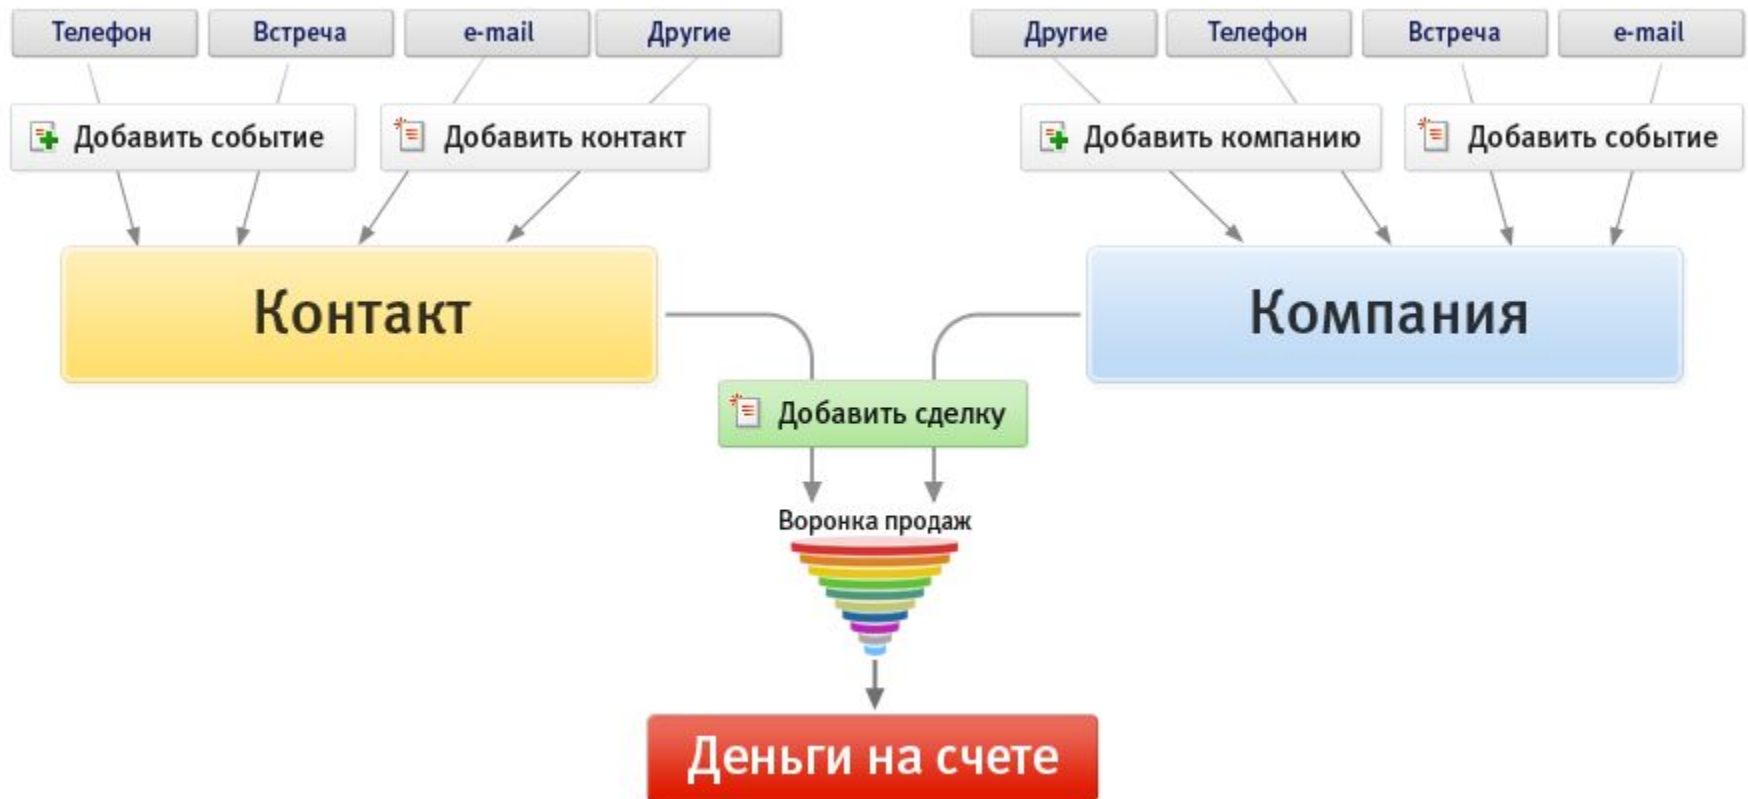 Телефон
Встреча
e-mail
Другие
Другие
Телефон
Встреча
e-mail
Добавить событие
Добавить контакт
Добавить компанию
Добавить событие
Контакт
Компания
Добавить сделку
Воронка продаж
Деньги на счете